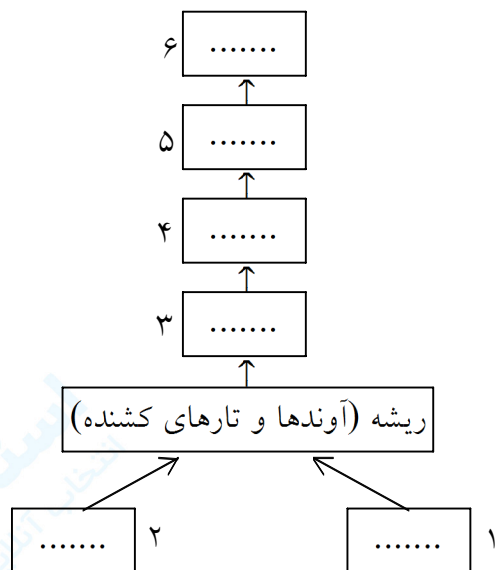 ۶ .......
۵ .......
۴ .......
۳ .......
ریشه (آوندها و تارهای کشنده)
۱ ....... ۲ .......